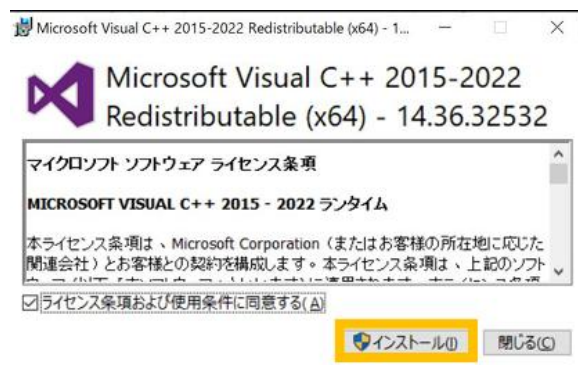 Microsoft Visual C++ 2015-2022 Redistributable (x64) - 1...
Microsoft Visual C++ 2015-2022
Redistributable (x64) - 14.36.32532
マイクロソフト ソフトウェア ライセンス条項
MICROSOFT VISUAL C++ 2015 - 2022 ランタイム
本ライセンス条項は、Microsoft Corporation (またはお客様の所在地に応じた
関連会社) とお客様との契約を構成します。本ライセンス条項は、上記のソフト
ライセンス条項および使用条件に同意する(A)
インストール(I)
閉じる(C)